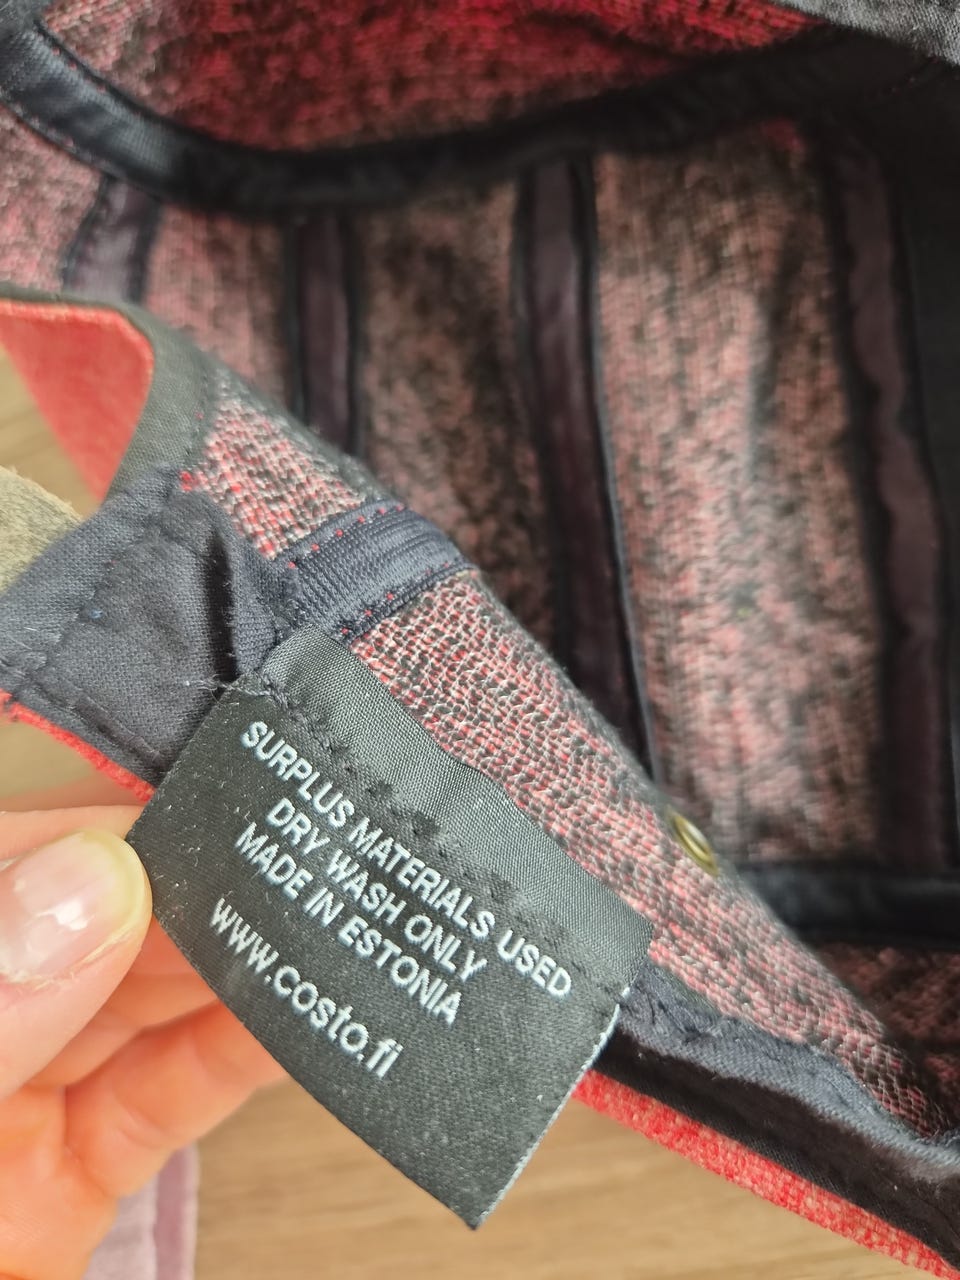 SURPLUS MATERIALS USED
DRY WASH ONLY
MADE IN ESTONIA
www.costo.fi